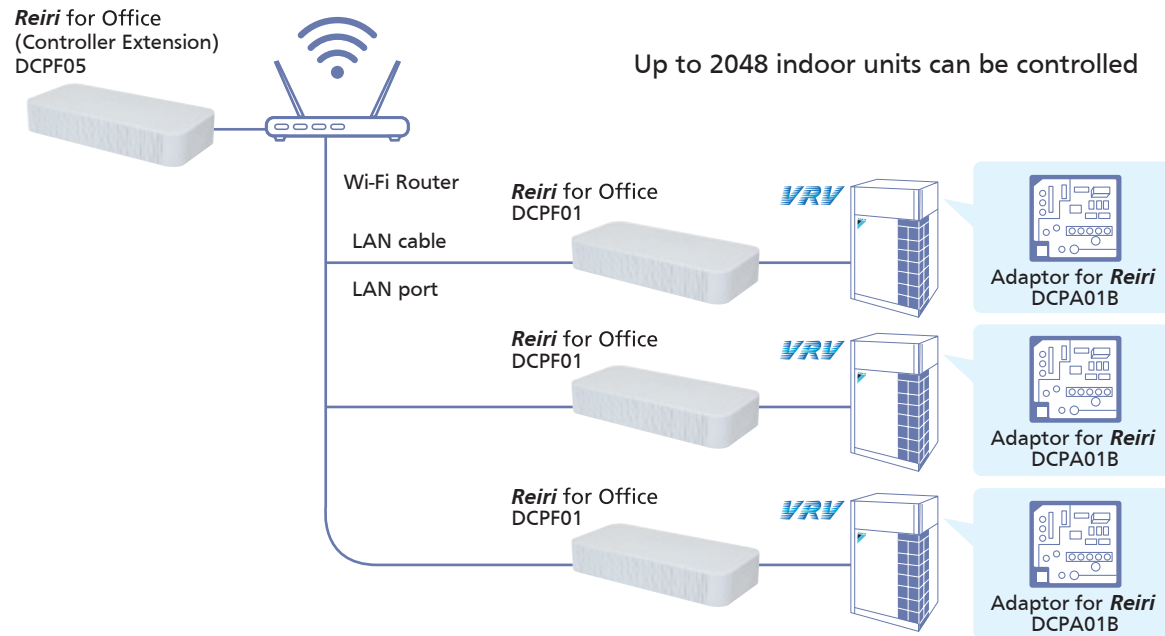 Reiri for Office
(Controller Extension)
DCPF05
Up to 2048 indoor units can be controlled
Wi-Fi Router
LAN cable
LAN port
Reiri for Office
DCPF01
VRV
Adaptor for Reiri
DCPA01B
Reiri for Office
DCPF01
VRV
Adaptor for Reiri
DCPA01B
Reiri for Office
DCPF01
VRV
Adaptor for Reiri
DCPA01B